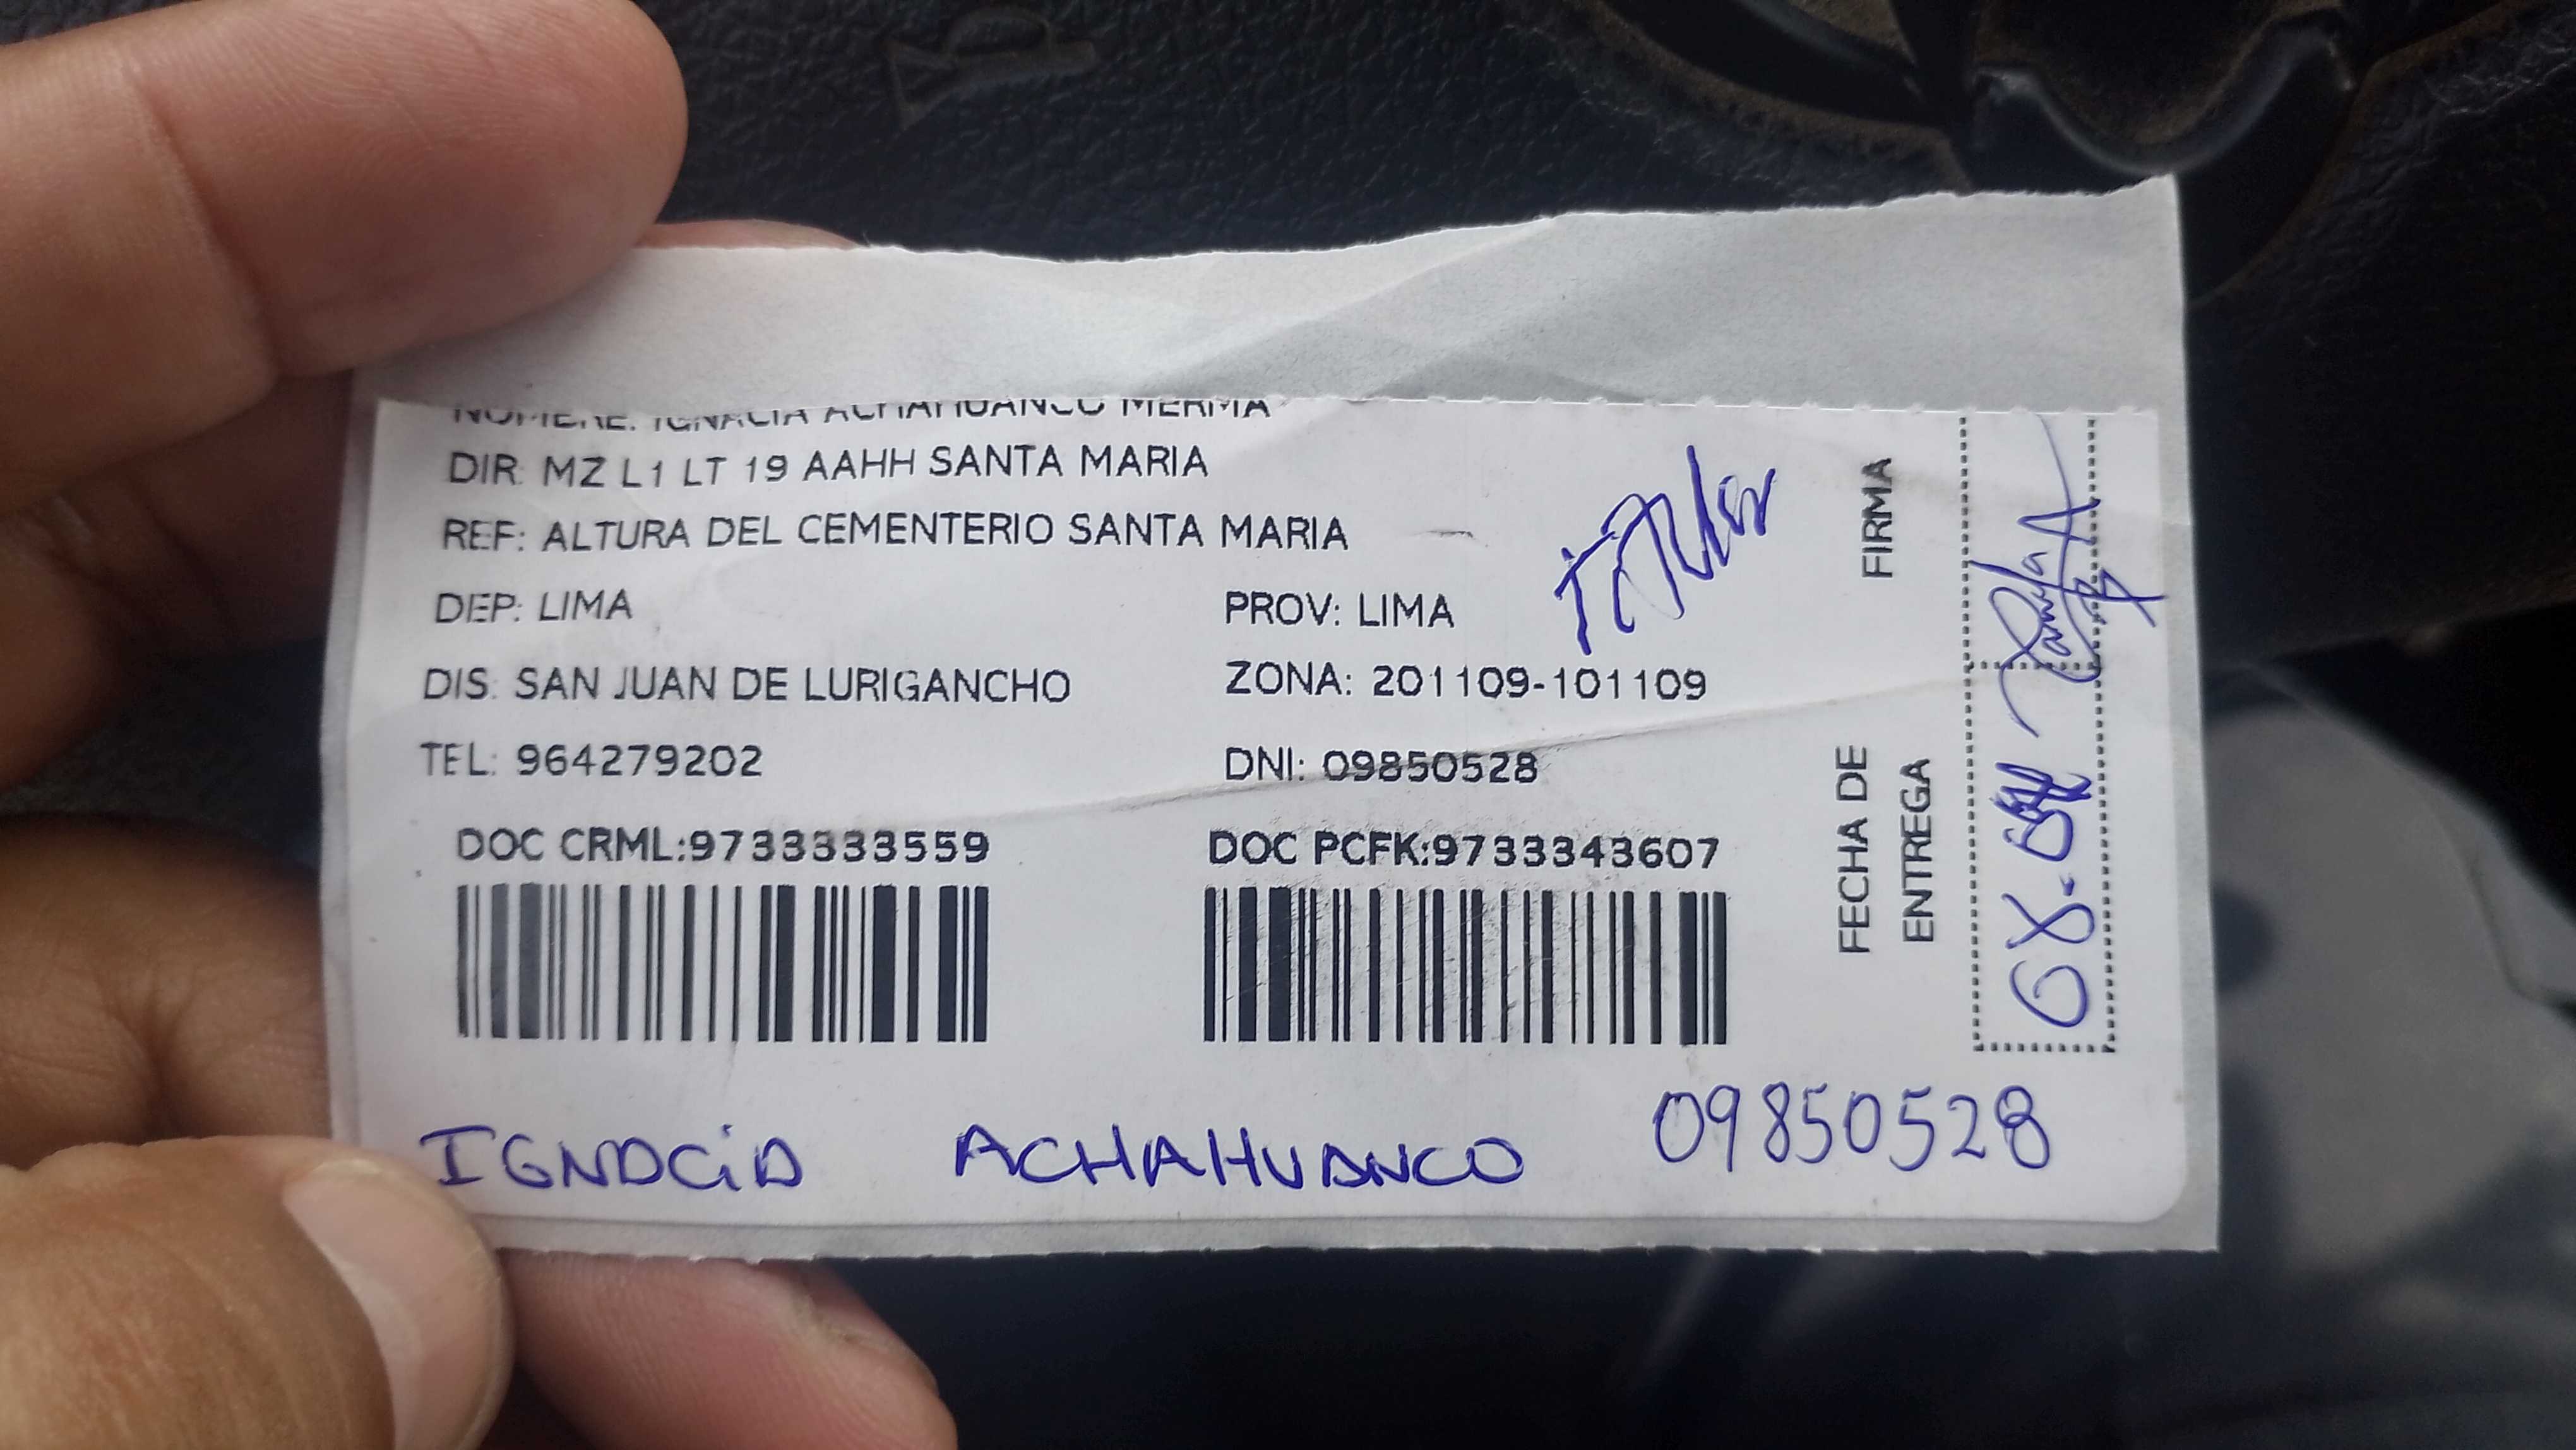 NOMBRE: IGNACIA ACHAHUANCO MERMA
DIR: MZ L1 LT 19 AAHH SANTA MARIA
REF: ALTURA DEL CEMENTERIO SANTA MARIA
DEP: LIMA PROV: LIMA
DIS: SAN JUAN DE LURIGANCHO ZONA: 201109-101109
TEL: 964279202 DNI: 09850528
DOC CRML:9733333559 DOC PCFK:9733343607
FIRMA
FECHA DE
ENTREGA
08.
IGNACiA ACHAHUANCO 09850528